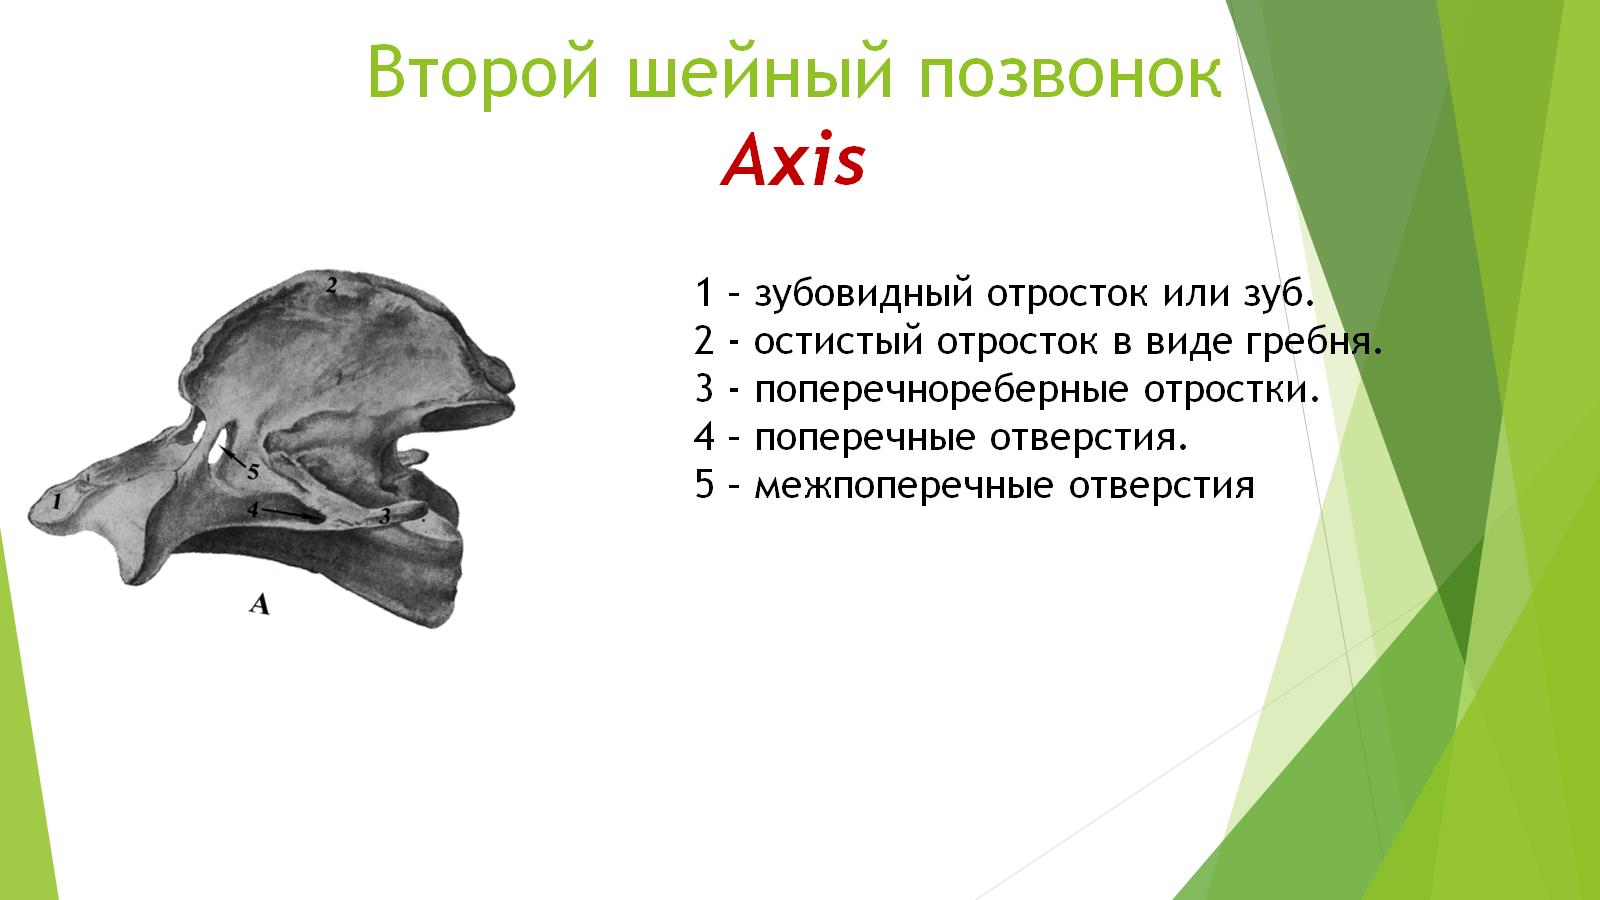 Второй шейный позвонок
Axis
1 – зубовидный отросток или зуб.
2 - остистый отросток в виде гребня.
3 - поперечнореберные отростки.
4 – поперечные отверстия.
5 – межпоперечные отверстия
2
5
1
4
3
А